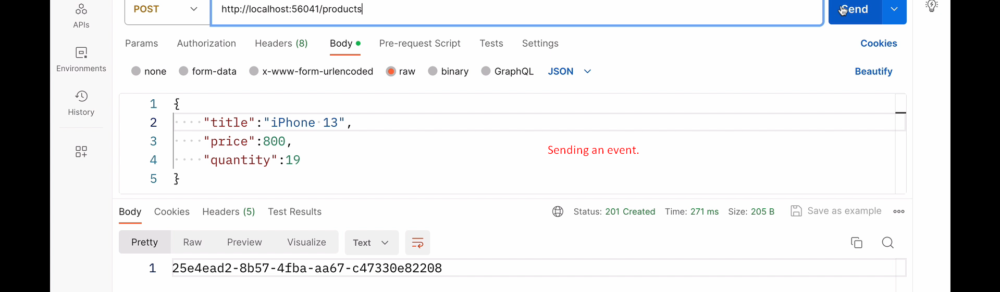 POST
http://localhost:56041/products
Send
APIs
Params Authorization Headers (8) Body Pre-request Script Tests Settings Cookies
Environments
none form-data x-www-form-urlencoded raw binary GraphQL JSON Beautify
History
1 {
2 "title":"iPhone 13",
3 "price":800,
4 "quantity":19
5 }
Sending an event.
Body Cookies Headers (5) Test Results Status: 201 Created Time: 271 ms Size: 205 B Save as example
Pretty Raw Preview Visualize Text
1 25e4ead2-8b57-4fba-aa67-c47330e82208